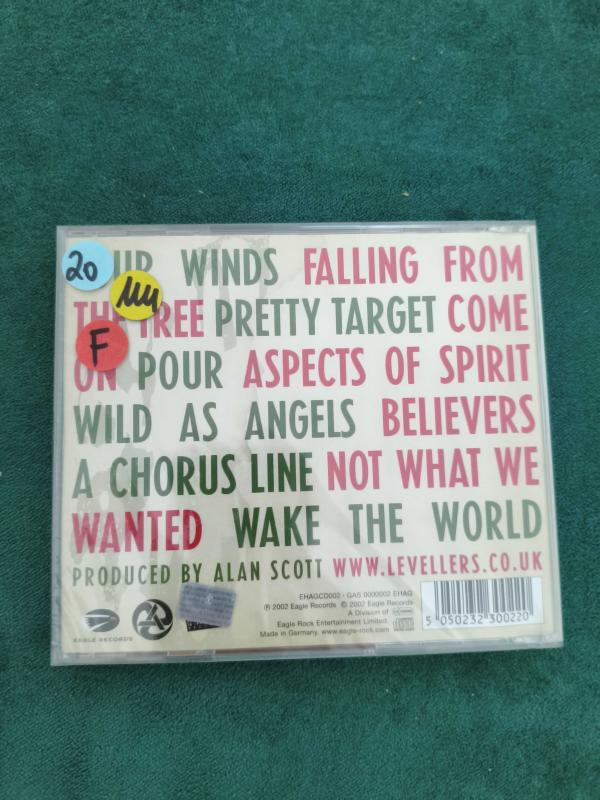 20
UR WINDS FALLING FROM
THE TREE PRETTY TARGET COME
F
ON POUR ASPECTS OF SPIRIT
WILD AS ANGELS BELIEVERS
A CHORUS LINE NOT WHAT WE
WANTED WAKE THE WORLD
PRODUCED BY ALAN SCOTT WWW.LEVELLERS.CO.UK
EHAGCD002 - GAS 0000002 EHAG
℗ 2002 Eagle Records © 2002 Eagle Records
A Division of
Eagle Rock Entertainment Limited.
Made in Germany. www.eagle-rock.com
EAGLE RECORDS
5 050232 300220